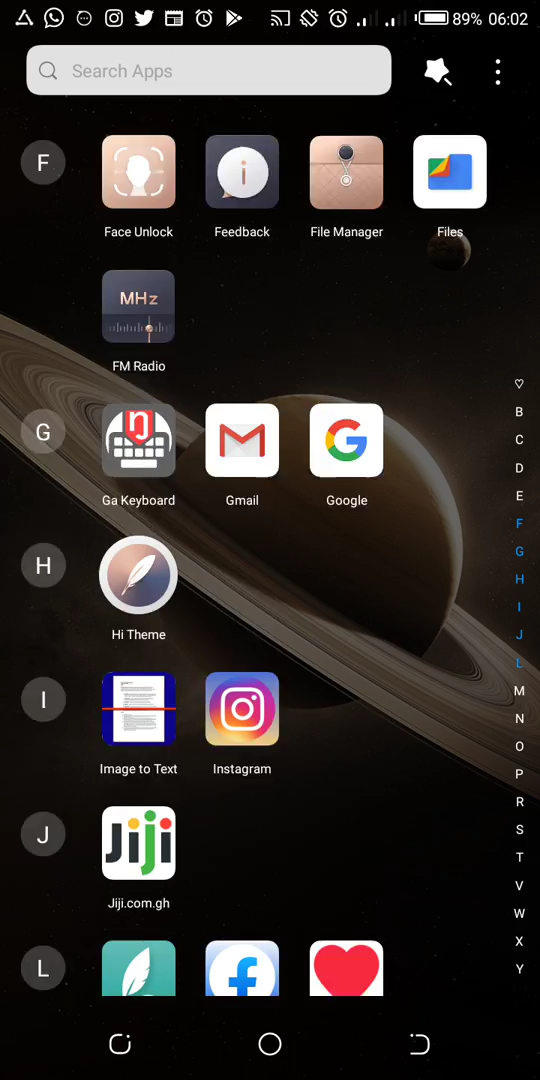 89% 06:02
Search Apps
F
Face Unlock
Feedback
File Manager
Files
MHz
FM Radio
♡
B
C
D
E
F
G
H
I
J
L
M
N
O
P
R
S
T
V
W
X
Y
G
Ga Keyboard
Gmail
Google
H
Hi Theme
I
Image to Text
Instagram
J
Jiji
Jiji.com.gh
L